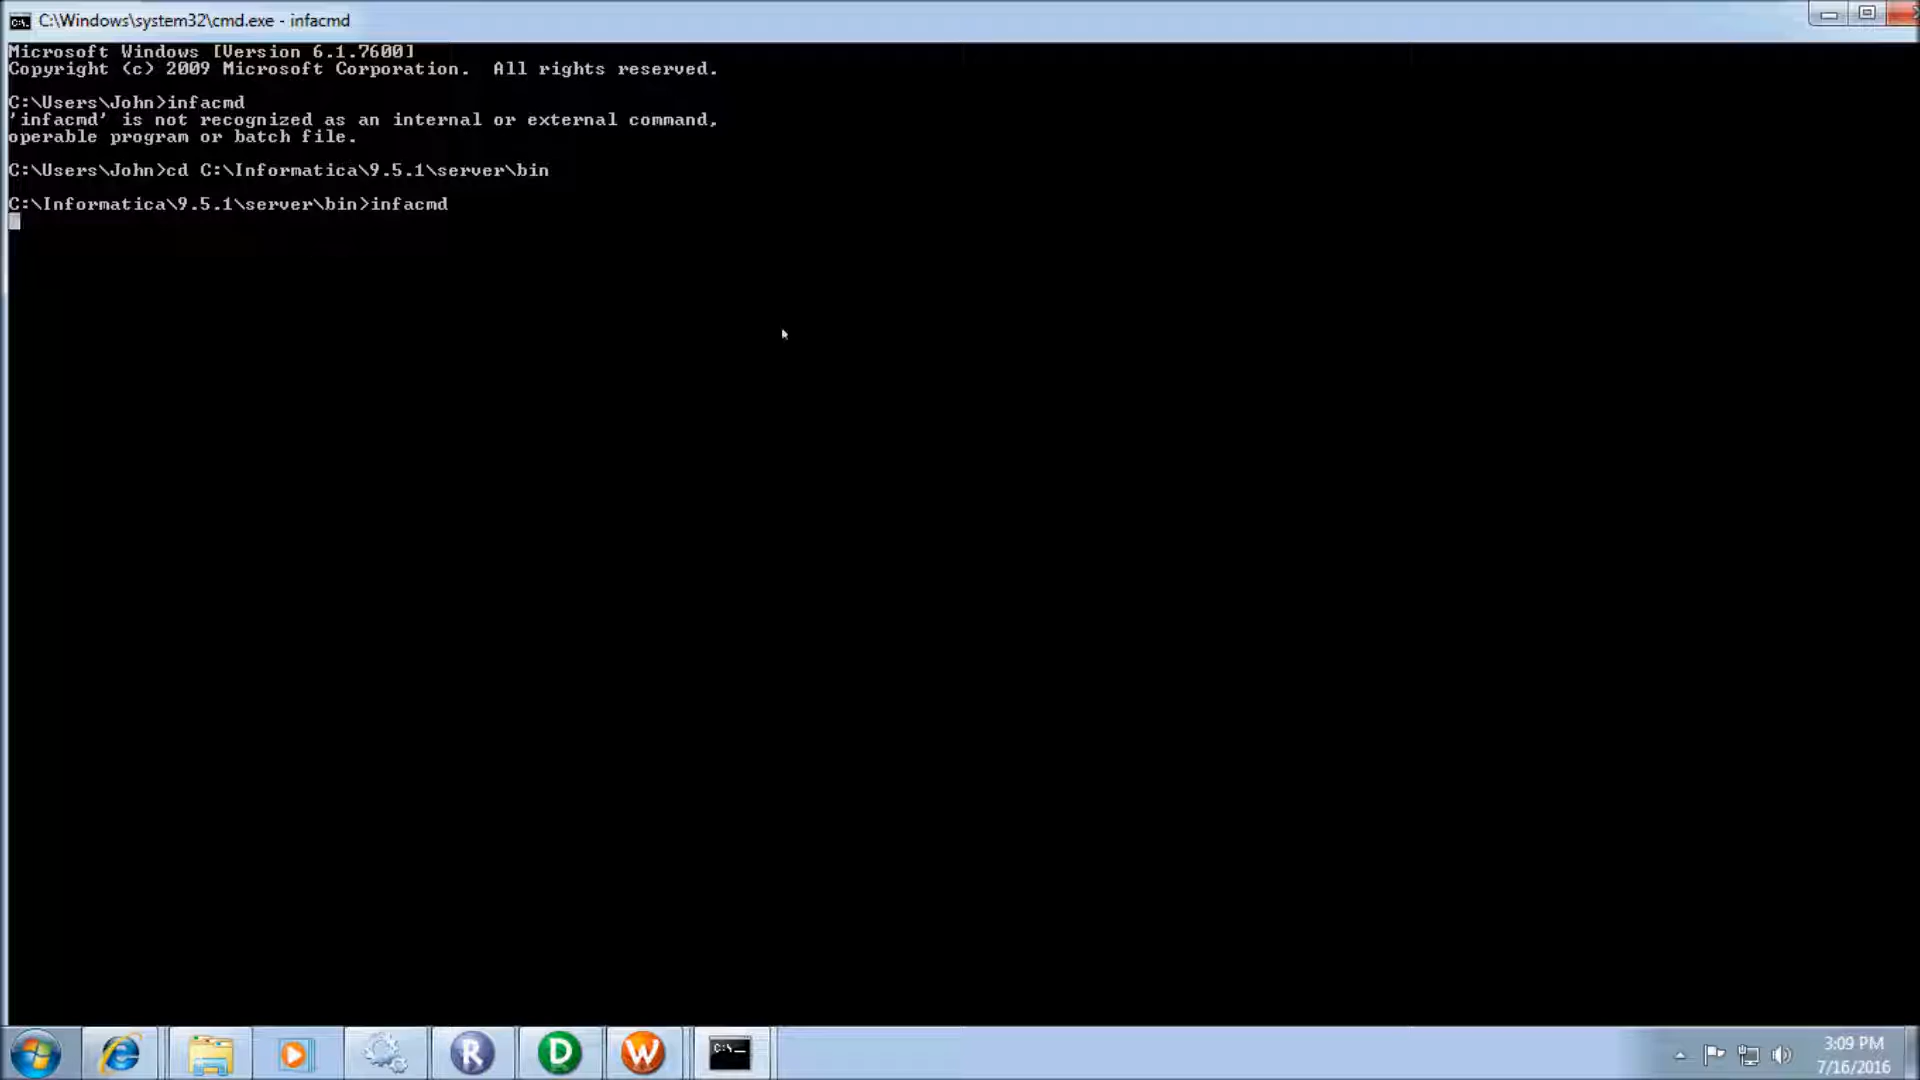 C:\Windows\system32\cmd.exe - infacmd
Microsoft Windows [Version 6.1.7600]
Copyright (c) 2009 Microsoft Corporation.  All rights reserved.
C:\Users\John>infacmd
'infacmd' is not recognized as an internal or external command,
operable program or batch file.
C:\Users\John>cd C:\Informatica\9.5.1\server\bin
C:\Informatica\9.5.1\server\bin>infacmd
R
D
W
C:\_
3:09 PM
7/16/2016